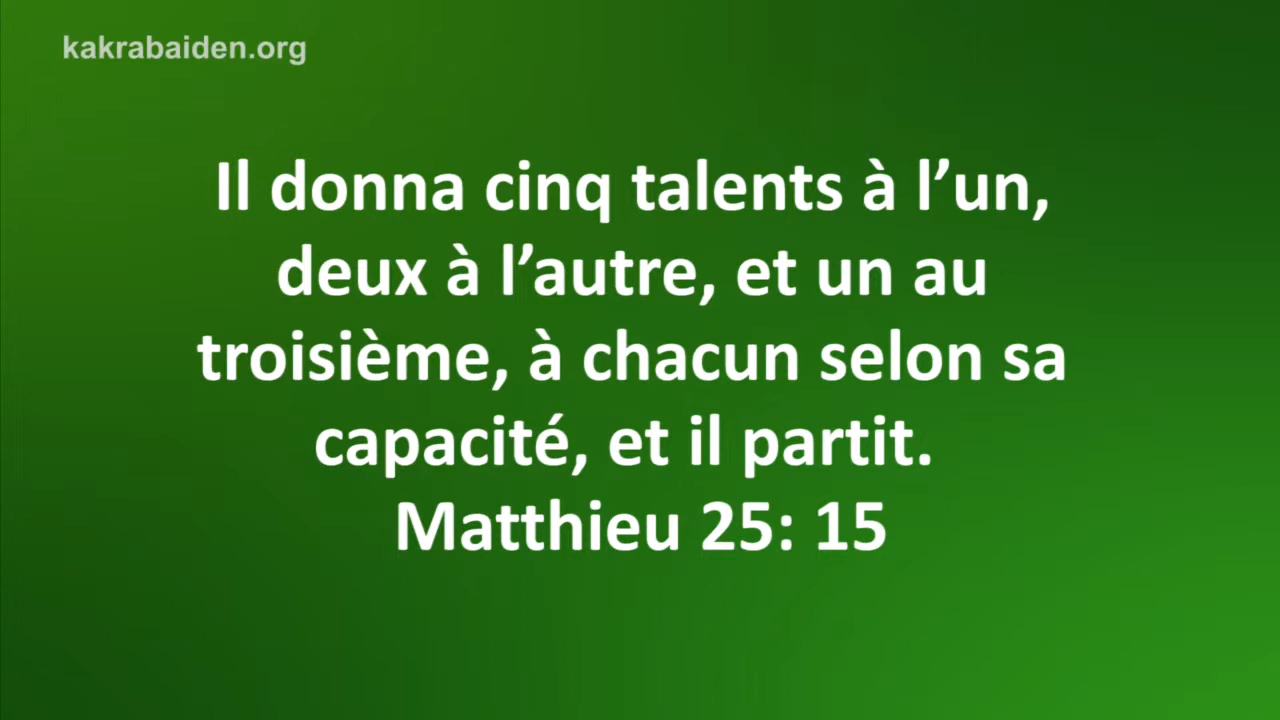 kakrabaiden.org
Il donna cinq talents à l’un,
deux à l’autre, et un au
troisième, à chacun selon sa
capacité, et il partit.
Matthieu 25: 15